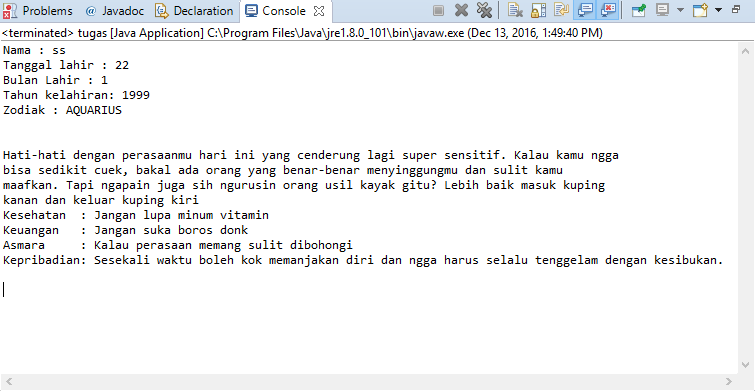 Problems @ Javadoc Declaration Console
<terminated> tugas [Java Application] C:\Program Files\Java\jre1.8.0_101\bin\javaw.exe (Dec 13, 2016, 1:49:40 PM)
Nama : ss
Tanggal lahir : 22
Bulan Lahir : 1
Tahun kelahiran: 1999
Zodiak : AQUARIUS
Hati-hati dengan perasaanmu hari ini yang cenderung lagi super sensitif. Kalau kamu ngga
bisa sedikit cuek, bakal ada orang yang benar-benar menyinggungmu dan sulit kamu
maafkan. Tapi ngapain juga sih ngurusin orang usil kayak gitu? Lebih baik masuk kuping
kanan dan keluar kuping kiri
Kesehatan  : Jangan lupa minum vitamin
Keuangan   : Jangan suka boros donk
Asmara     : Kalau perasaan memang sulit dibohongi
Kepribadian: Sesekali waktu boleh kok memanjakan diri dan ngga harus selalu tenggelam dengan kesibukan.